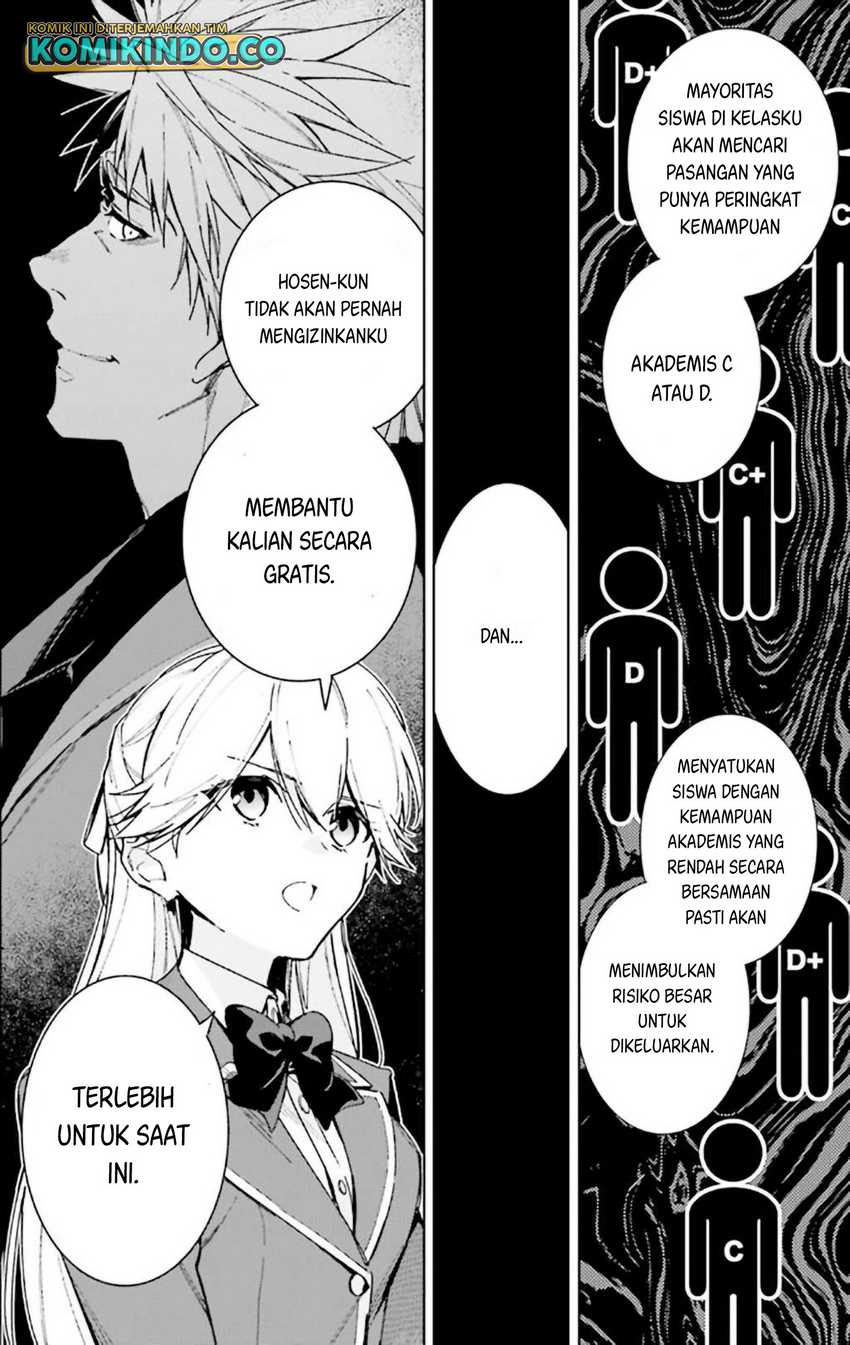 KOMIK INI DITERJEMAHKAN TIM
KOMIKINDO.CO
D+
MAYORITAS
SISWA DI KELASKU
AKAN MENCARI
PASANGAN YANG
PUNYA PERINGKAT
KEMAMPUAN
C
AKADEMIS C
ATAU D.
C+
D
MENYATUKAN
SISWA DENGAN
KEMAMPUAN
AKADEMIS YANG
RENDAH SECARA
BERSAMAAN
PASTI AKAN
D+
MENIMBULKAN
RISIKO BESAR
UNTUK
DIKELUARKAN.
C
DAN...
HOSEN-KUN
TIDAK AKAN PERNAH
MENGIZINKANKU
MEMBANTU
KALIAN SECARA
GRATIS.
TERLEBIH
UNTUK SAAT
INI.